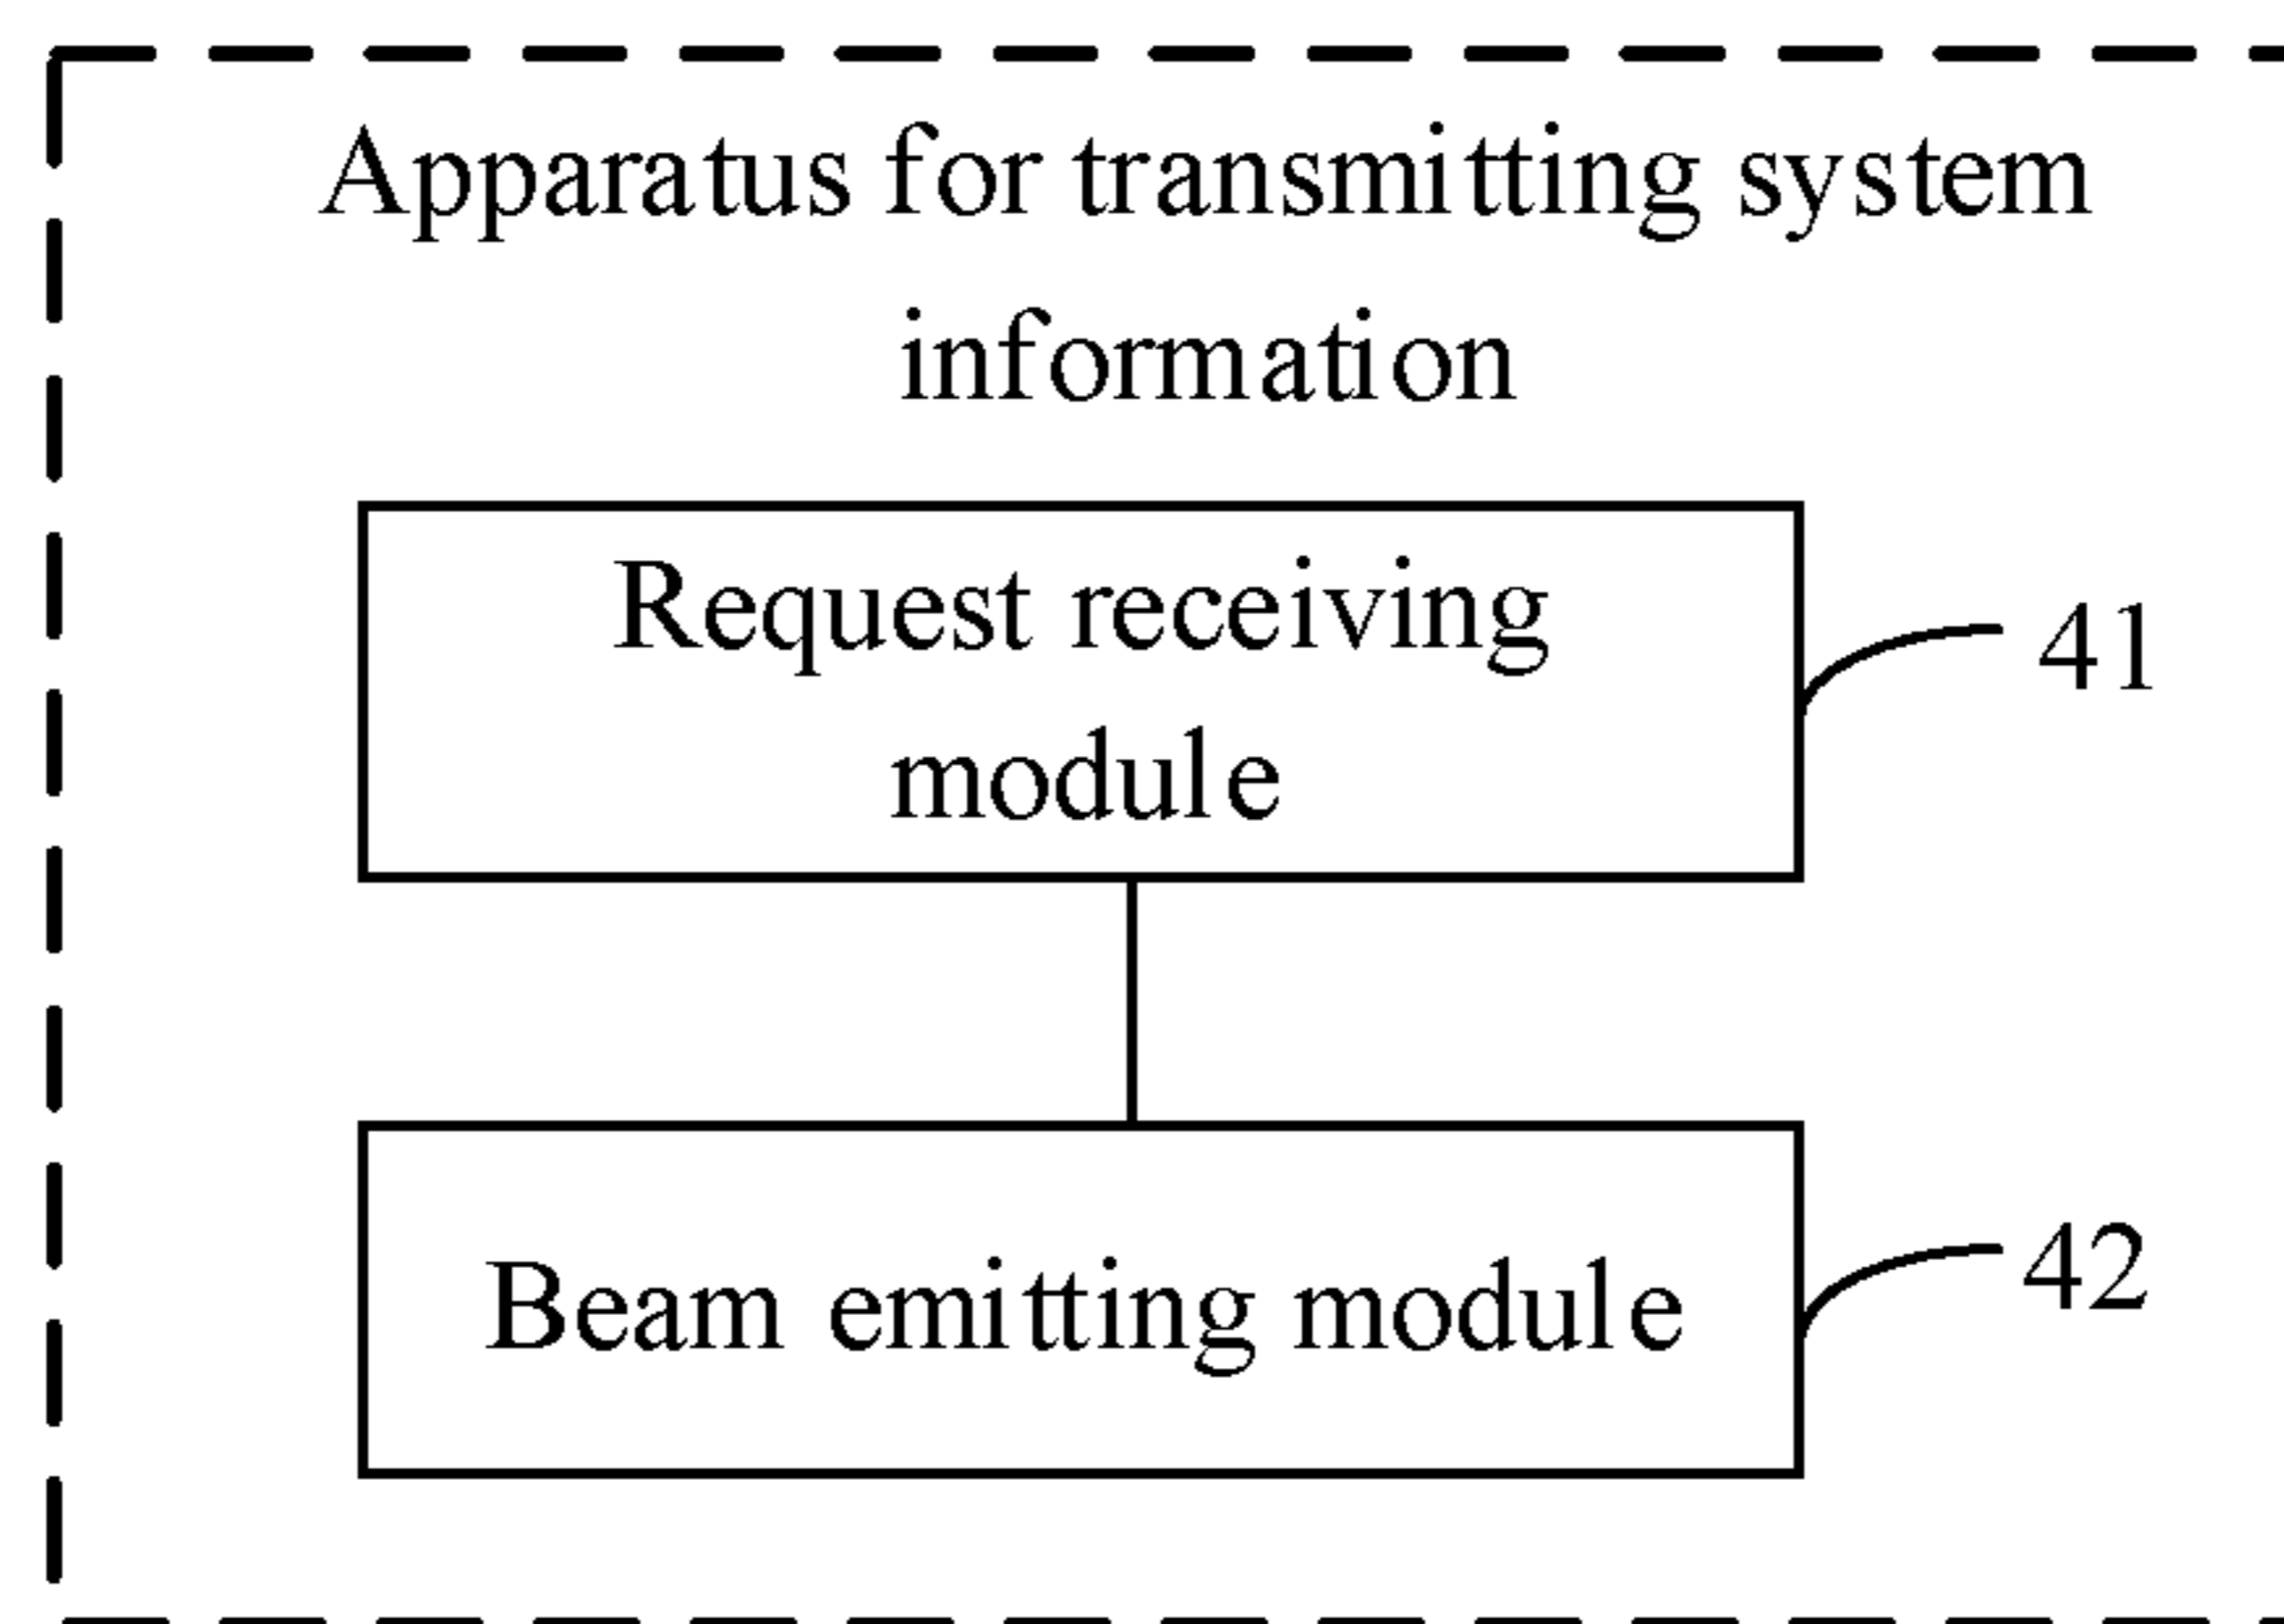 Apparatus for transmitting system
information
Request receiving
module
41
Beam emitting module
42